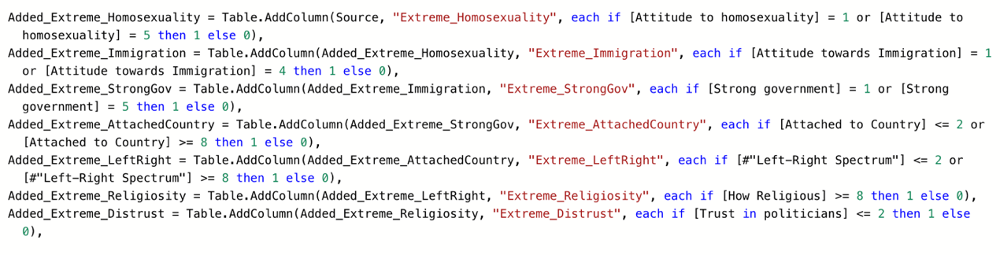 Added_Extreme_Homosexuality = Table.AddColumn(Source, "Extreme_Homosexuality", each if [Attitude to homosexuality] = 1 or [Attitude to
homosexuality] = 5 then 1 else 0),
Added_Extreme_Immigration = Table.AddColumn(Added_Extreme_Homosexuality, "Extreme_Immigration", each if [Attitude towards Immigration] = 1
or [Attitude towards Immigration] = 4 then 1 else 0),
Added_Extreme_StrongGov = Table.AddColumn(Added_Extreme_Immigration, "Extreme_StrongGov", each if [Strong government] = 1 or [Strong
government] = 5 then 1 else 0),
Added_Extreme_AttachedCountry = Table.AddColumn(Added_Extreme_StrongGov, "Extreme_AttachedCountry", each if [Attached to Country] <= 2 or
[Attached to Country] >= 8 then 1 else 0),
Added_Extreme_LeftRight = Table.AddColumn(Added_Extreme_AttachedCountry, "Extreme_LeftRight", each if [#"Left-Right Spectrum"] <= 2 or
[#"Left-Right Spectrum"] >= 8 then 1 else 0),
Added_Extreme_Religiosity = Table.AddColumn(Added_Extreme_LeftRight, "Extreme_Religiosity", each if [How Religious] >= 8 then 1 else 0),
Added_Extreme_Distrust = Table.AddColumn(Added_Extreme_Religiosity, "Extreme_Distrust", each if [Trust in politicians] <= 2 then 1 else
0),